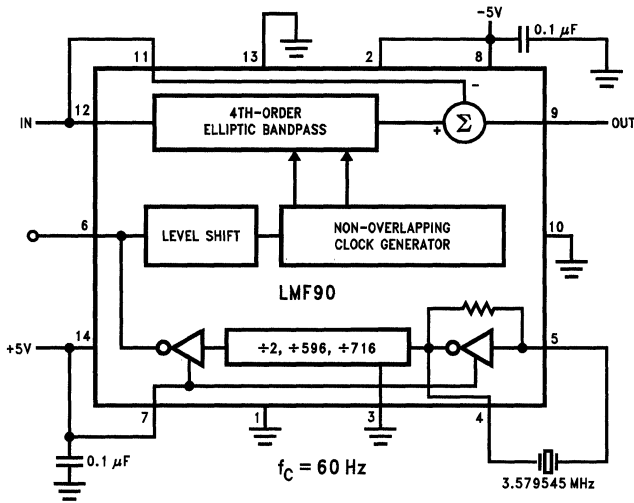 -5V
0.1 μF
11
13
2
8
IN
12
4TH-ORDER
ELLIPTIC BANDPASS
-
+
Σ
9
OUT
6
LEVEL SHIFT
NON-OVERLAPPING
CLOCK GENERATOR
10
LMF90
+5V
14
÷2, ÷596, ÷716
5
7
1
3
4
0.1 μF
fC = 60 Hz
3.579545 MHz